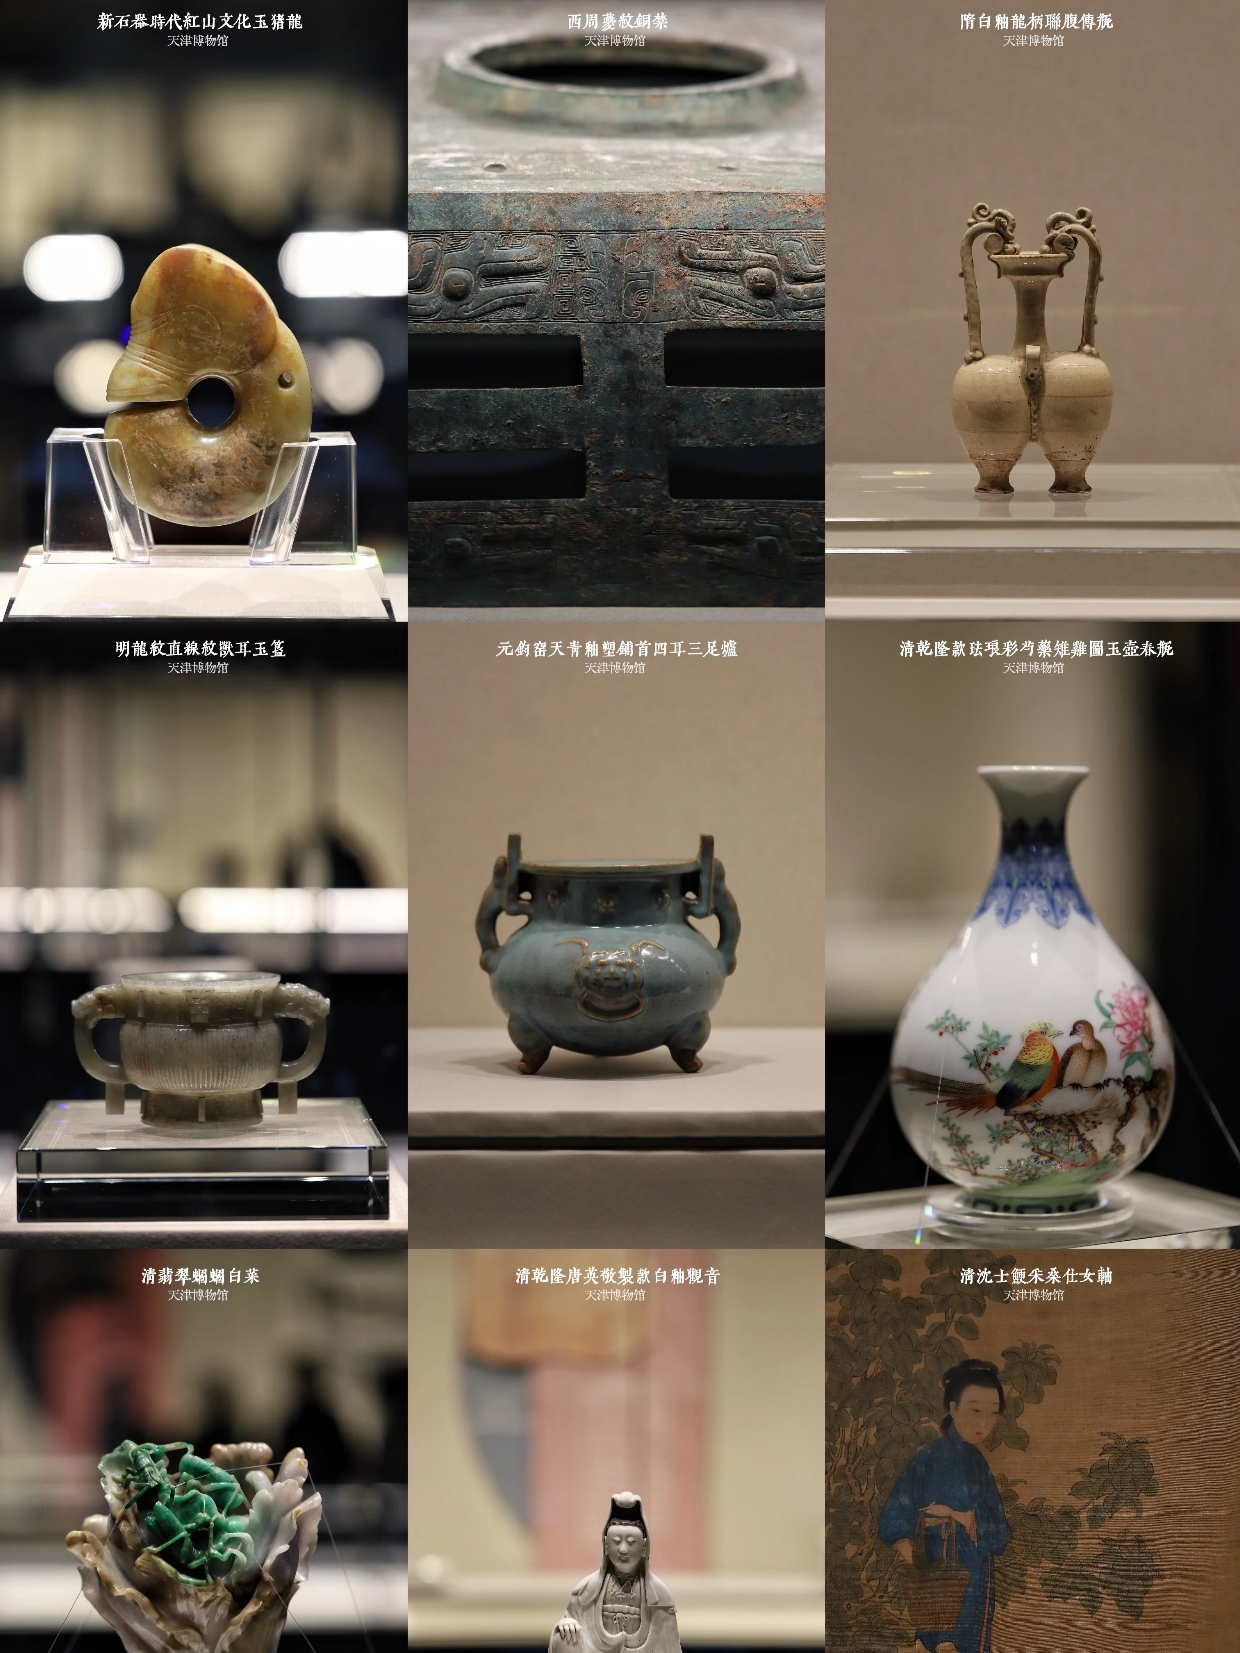 新石器時代紅山文化玉豬龍
天津博物馆
西周夔紋銅禁
天津博物馆
隋白釉龍柄聯腹傳瓶
天津博物馆
明龍紋直線紋獸耳玉簋
天津博物馆
元鈞窑天青釉塑鋪首四耳三足爐
天津博物馆
清乾隆款珐瑯彩芍藥雉雞圖玉壺春瓶
天津博物馆
清翡翠蟈蟈白菜
天津博物馆
清乾隆唐英敬製款白釉觀音
天津博物馆
清沈士鯁采桑仕女軸
天津博物馆